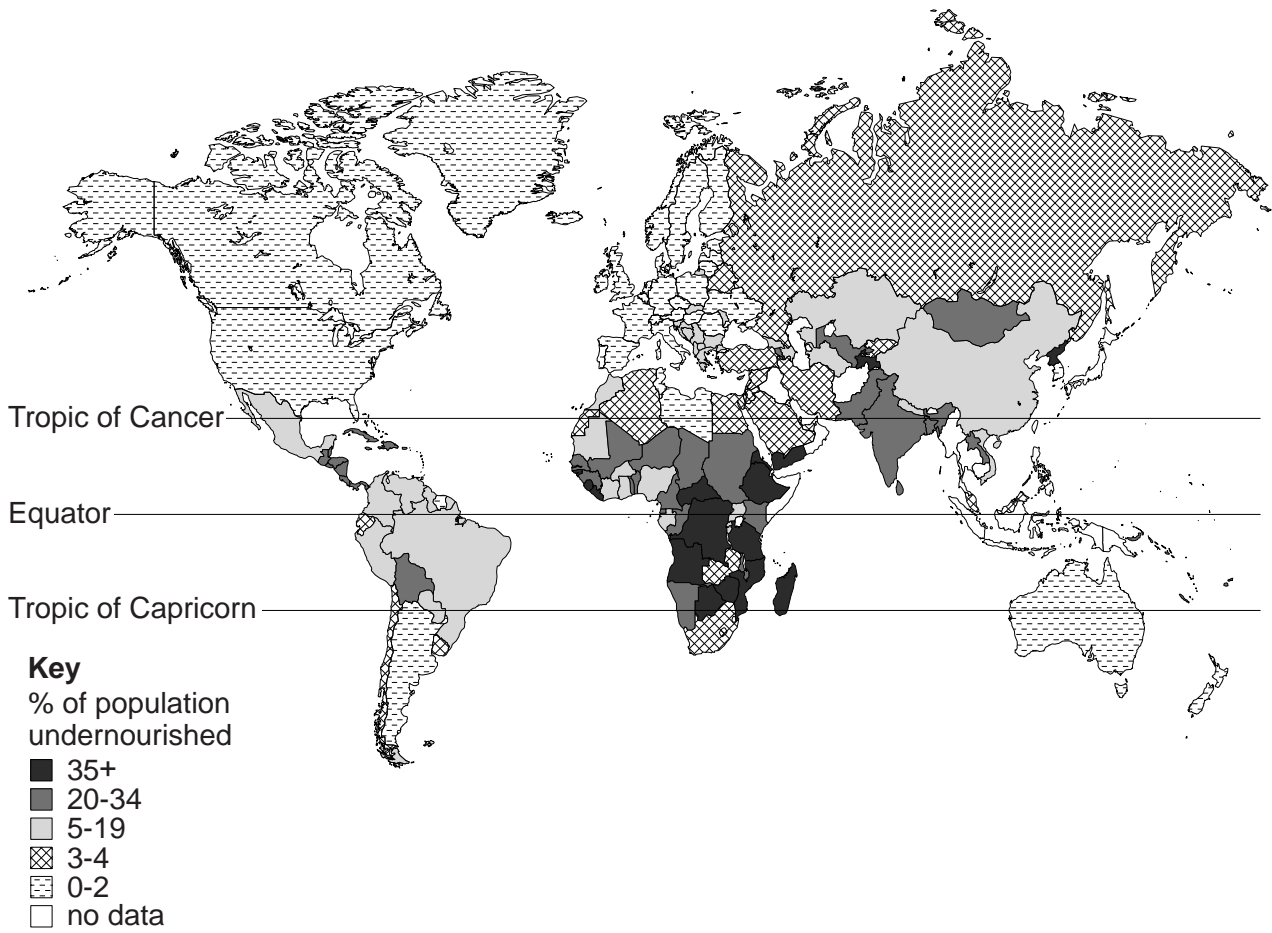 Tropic of Cancer
Equator
Tropic of Capricorn
Key
% of population
undernourished
35+
20-34
5-19
3-4
0-2
no data